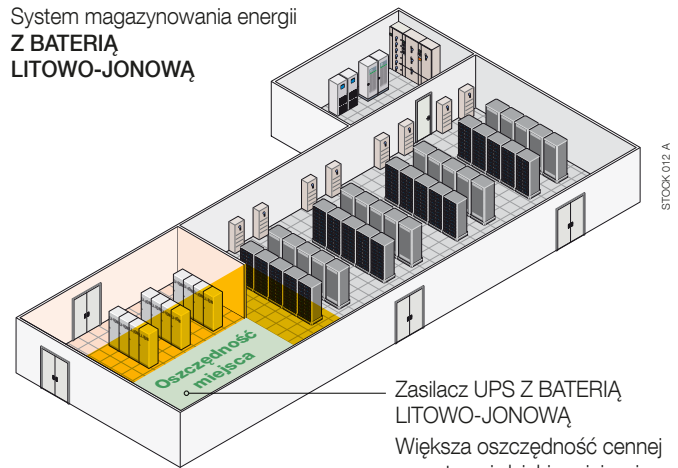 System magazynowania energii
Z BATERIĄ
LITOWO-JONOWĄ
STOCK 012 A
Oszczędność
miejsca
Zasilacz UPS Z BATERIĄ
LITOWO-JONOWĄ
Większa oszczędność cennej